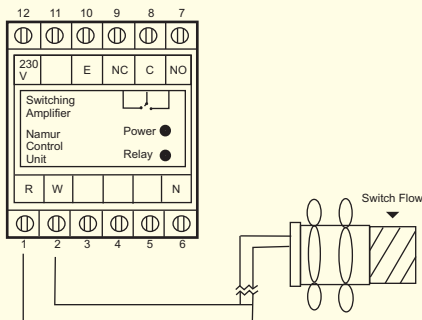 12 11 10 9 8 7
230 V E NC C NO
Switching
Amplifier
Namur
Control
Unit
Power
Relay
R W N
1 2 3 4 5 6
Switch Flow